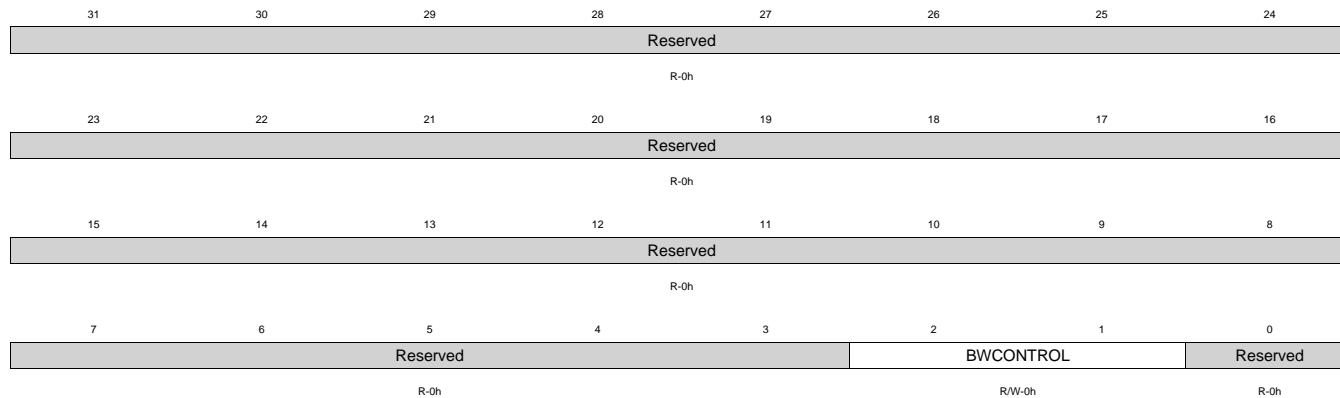 31 30 29 28 27 26 25 24
Reserved
R-0h
23 22 21 20 19 18 17 16
Reserved
R-0h
15 14 13 12 11 10 9 8
Reserved
R-0h
7 6 5 4 3 2 1 0
Reserved BWCONTROL Reserved
R-0h R/W-0h R-0h